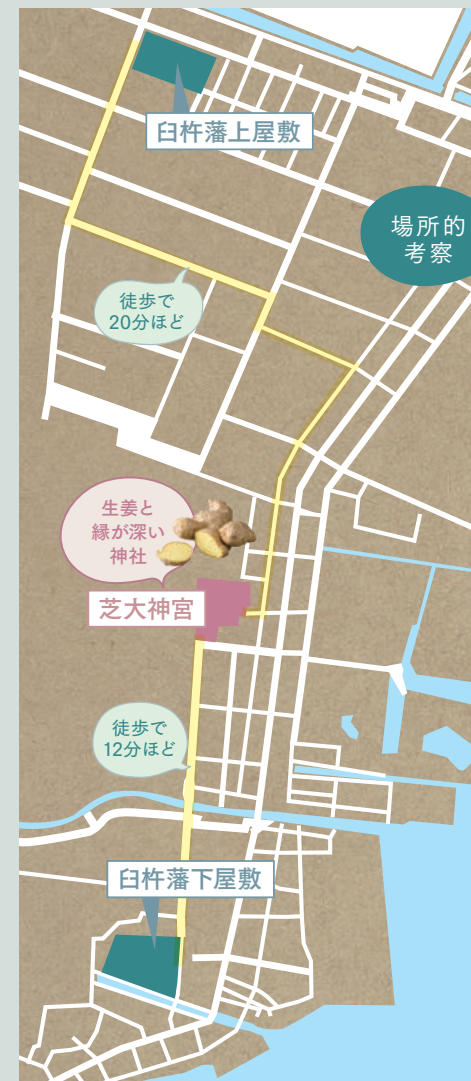 臼杵藩上屋敷
場所的
考察
徒歩で
20分ほど
生姜と
縁が深い
神社
芝大神宮
徒歩で
12分ほど
臼杵藩下屋敷